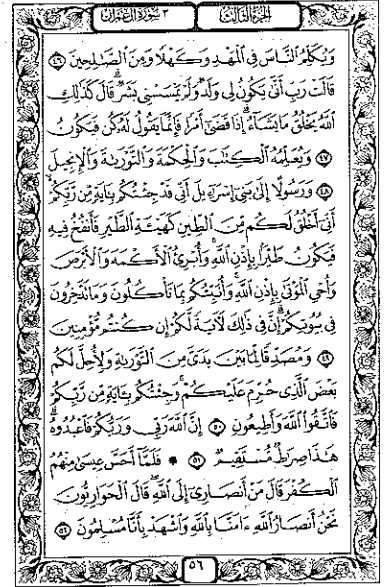 الجزء الثالث
٣ سورة آل عمران
وَيُكَلِّمُ النَّاسَ فِي الْمَهْدِ وَكَهْلًا وَمِنَ الصَّالِحِينَ ٤٦
قَالَتْ رَبِّ أَنَّىٰ يَكُونُ لِي وَلَدٌ وَلَمْ يَمْسَسْنِي بَشَرٌ ۖ قَالَ كَذَٰلِكِ
اللَّهُ يَخْلُقُ مَا يَشَاءُ ۚ إِذَا قَضَىٰ أَمْرًا فَإِنَّمَا يَقُولُ لَهُ كُن فَيَكُونُ
٤٧ وَيُعَلِّمُهُ الْكِتَابَ وَالْحِكْمَةَ وَالتَّوْرَاةَ وَالْإِنجِيلَ
٤٨ وَرَسُولًا إِلَىٰ بَنِي إِسْرَائِيلَ أَنِّي قَدْ جِئْتُكُم بِآيَةٍ مِّن رَّبِّكُمْ
أَنِّي أَخْلُقُ لَكُم مِّنَ الطِّينِ كَهَيْئَةِ الطَّيْرِ فَأَنفُخُ فِيهِ
فَيَكُونُ طَيْرًا بِإِذْنِ اللَّهِ ۖ وَأُبْرِئُ الْأَكْمَهَ وَالْأَبْرَصَ
وَأُحْيِي الْمَوْتَىٰ بِإِذْنِ اللَّهِ ۖ وَأُنَبِّئُكُم بِمَا تَأْكُلُونَ وَمَا تَدَّخِرُونَ
فِي بُيُوتِكُمْ ۚ إِنَّ فِي ذَٰلِكَ لَآيَةً لَّكُمْ إِن كُنتُم مُّؤْمِنِينَ
٤٩ وَمُصَدِّقًا لِّمَا بَيْنَ يَدَيَّ مِنَ التَّوْرَاةِ وَلِأُحِلَّ لَكُم
بَعْضَ الَّذِي حُرِّمَ عَلَيْكُمْ ۚ وَجِئْتُكُم بِآيَةٍ مِّن رَّبِّكُمْ
فَاتَّقُوا اللَّهَ وَأَطِيعُونِ ٥٠ إِنَّ اللَّهَ رَبِّي وَرَبُّكُمْ فَاعْبُدُوهُ ۗ
هَٰذَا صِرَاطٌ مُّسْتَقِيمٌ ٥١ ۞ فَلَمَّا أَحَسَّ عِيسَىٰ مِنْهُمُ
الْكُفْرَ قَالَ مَنْ أَنصَارِي إِلَى اللَّهِ ۖ قَالَ الْحَوَارِيُّونَ
نَحْنُ أَنصَارُ اللَّهِ آمَنَّا بِاللَّهِ وَاشْهَدْ بِأَنَّا مُسْلِمُونَ ٥٢
٥٦